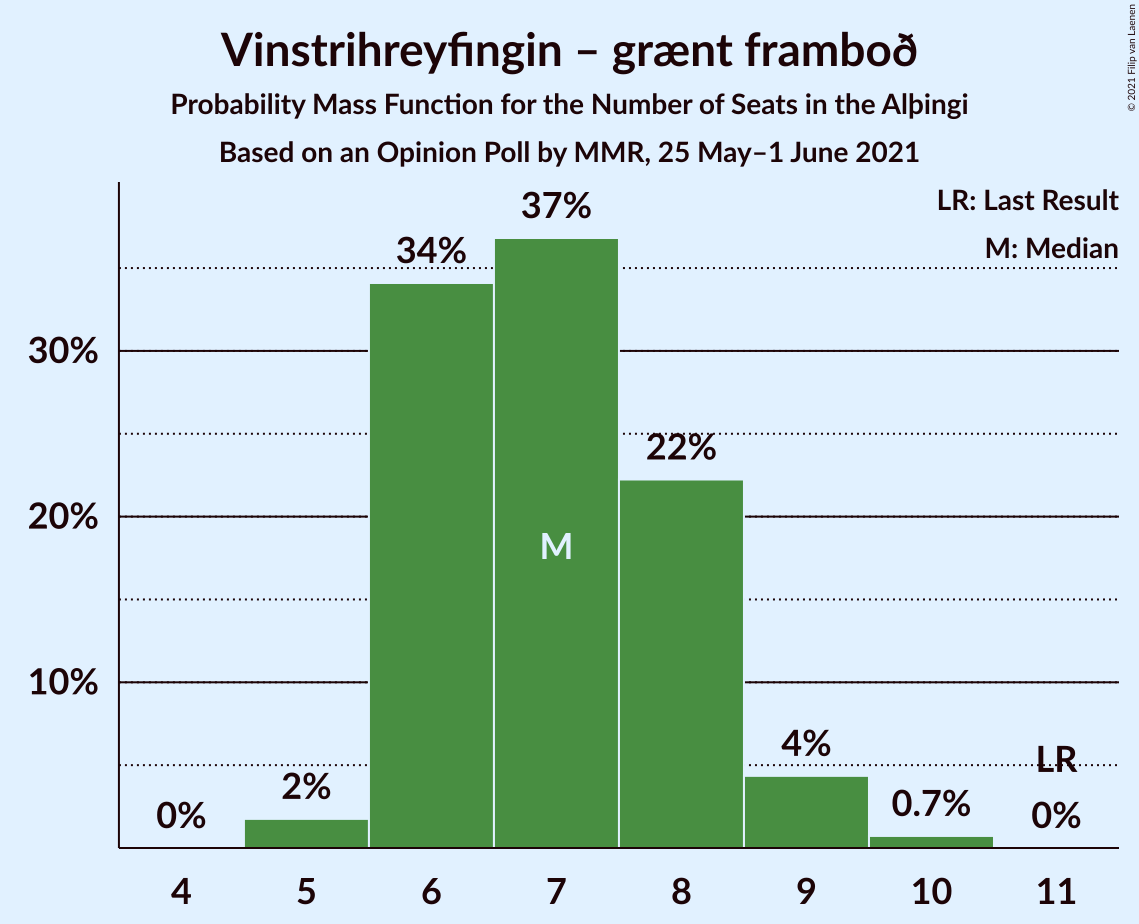 Vinstrihreyfingin – grænt framboð
Probability Mass Function for the Number of Seats in the Alþingi
Based on an Opinion Poll by MMR, 25 May–1 June 2021
© 2021 Filip van Laenen
LR: Last Result
M: Median
30%
20%
10%
0%
2%
34%
37%
M
22%
4%
0.7%
LR
0%
4 5 6 7 8 9 10 11